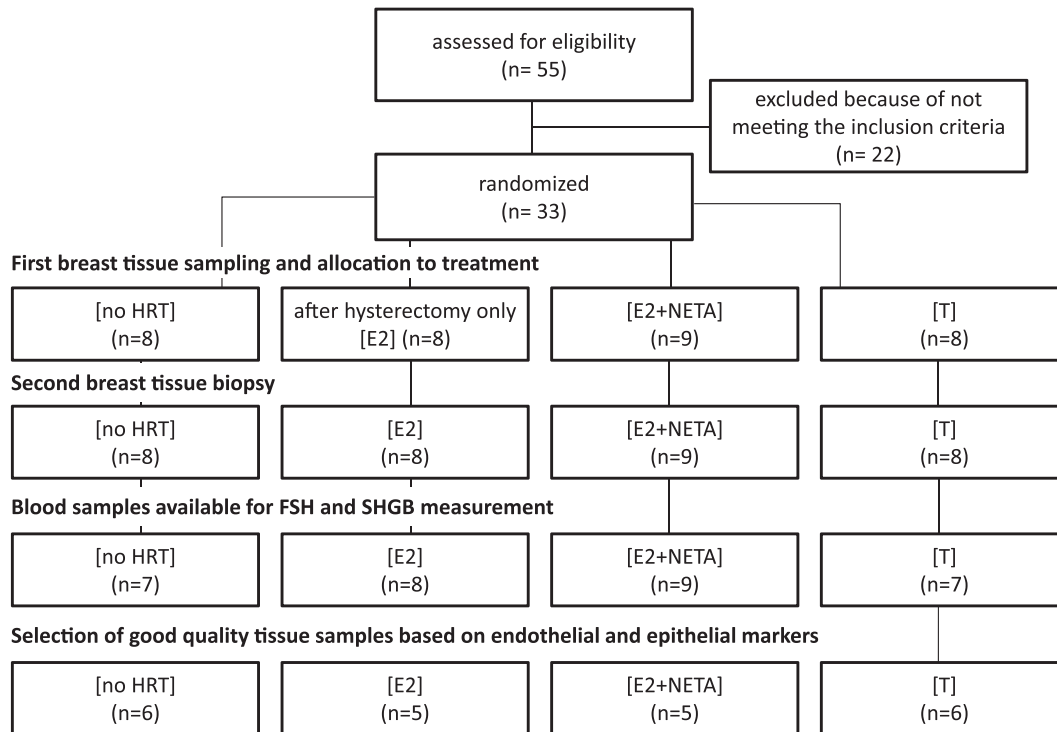 assessed for eligibility
(n= 55)
excluded because of not
meeting the inclusion criteria
(n= 22)
randomized
(n= 33)
First breast tissue sampling and allocation to treatment
[no HRT]
(n=8)
after hysterectomy only
[E2] (n=8)
[E2+NETA]
(n=9)
[T]
(n=8)
Second breast tissue biopsy
[no HRT]
(n=8)
[E2]
(n=8)
[E2+NETA]
(n=9)
[T]
(n=8)
Blood samples available for FSH and SHGB measurement
[no HRT]
(n=7)
[E2]
(n=8)
[E2+NETA]
(n=9)
[T]
(n=7)
Selection of good quality tissue samples based on endothelial and epithelial markers
[no HRT]
(n=6)
[E2]
(n=5)
[E2+NETA]
(n=5)
[T]
(n=6)